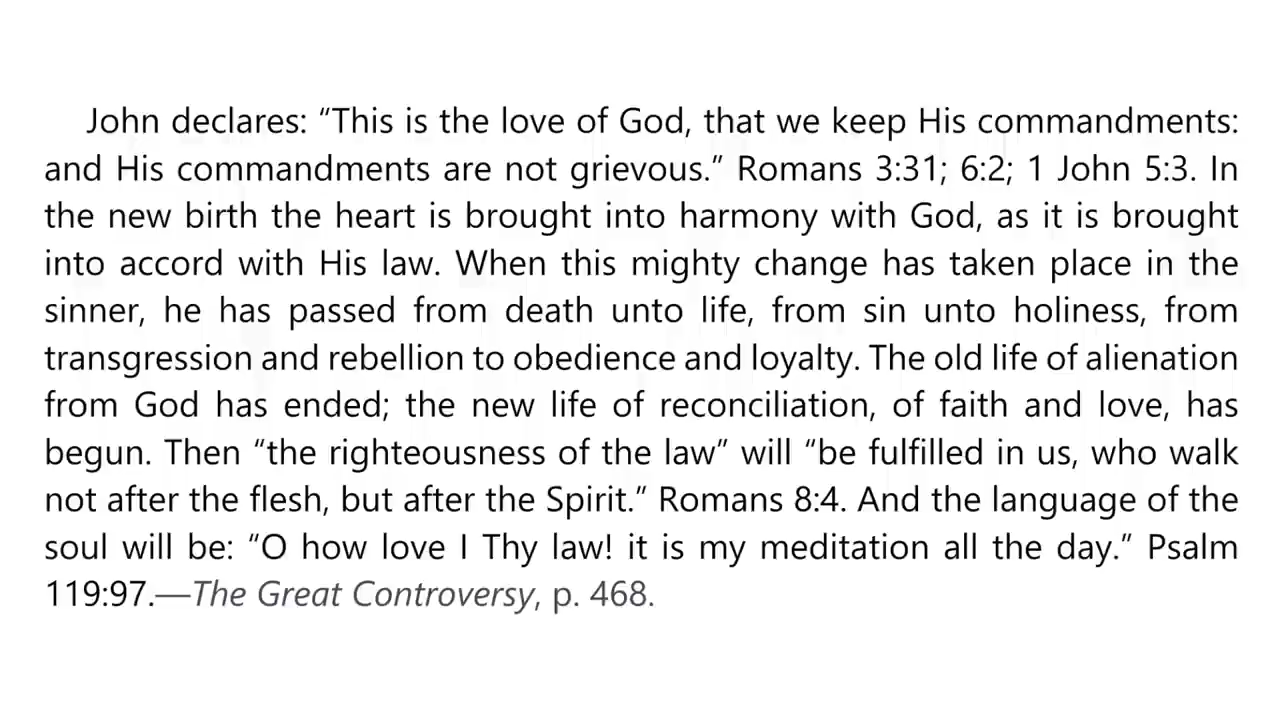 John declares: “This is the love of God, that we keep His commandments:
and His commandments are not grievous.” Romans 3:31; 6:2; 1 John 5:3. In
the new birth the heart is brought into harmony with God, as it is brought
into accord with His law. When this mighty change has taken place in the
sinner, he has passed from death unto life, from sin unto holiness, from
transgression and rebellion to obedience and loyalty. The old life of alienation
from God has ended; the new life of reconciliation, of faith and love, has
begun. Then “the righteousness of the law” will “be fulfilled in us, who walk
not after the flesh, but after the Spirit.” Romans 8:4. And the language of the
soul will be: “O how love I Thy law! it is my meditation all the day.” Psalm
119:97.—The Great Controversy, p. 468.